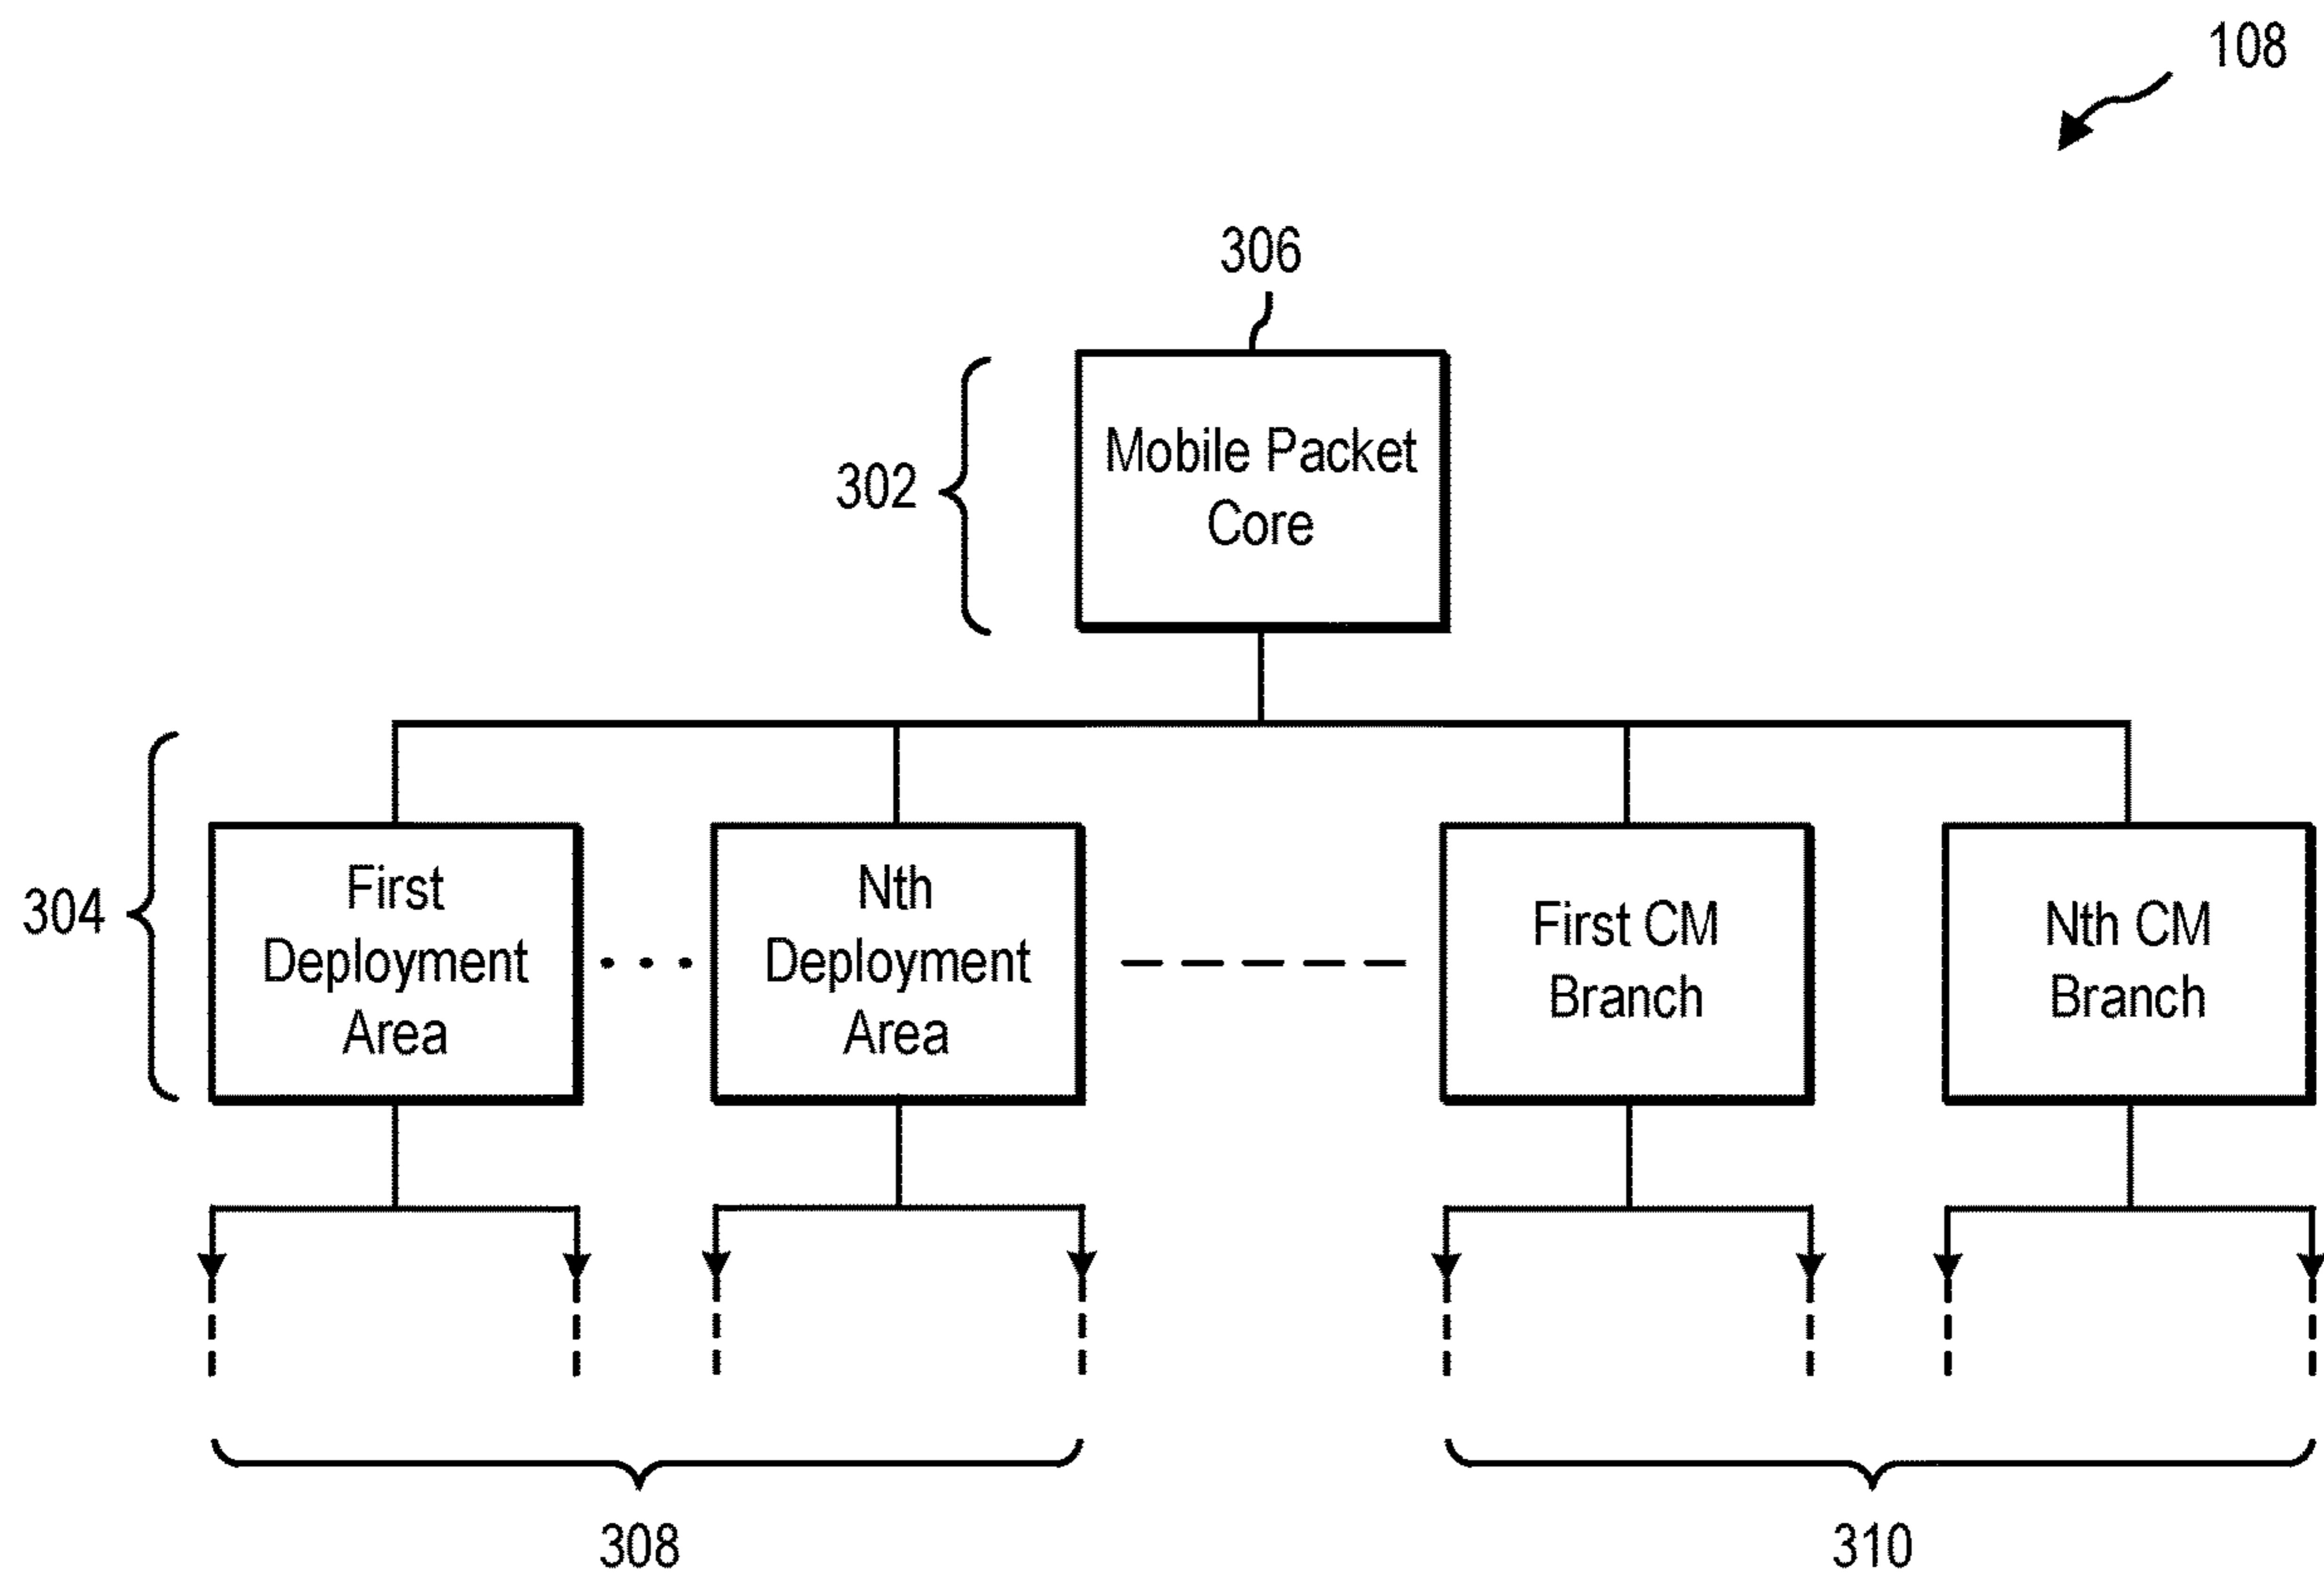 108
306
302
Mobile Packet
Core
304
First
Deployment
Area
Nth
Deployment
Area
First CM
Branch
Nth CM
Branch
308
310